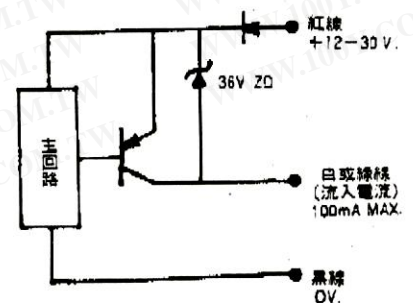 紅線
+12-30V.
36V ZD
主回路
白或綠線
(流入電流)
100mA MAX.
黑線
0V.